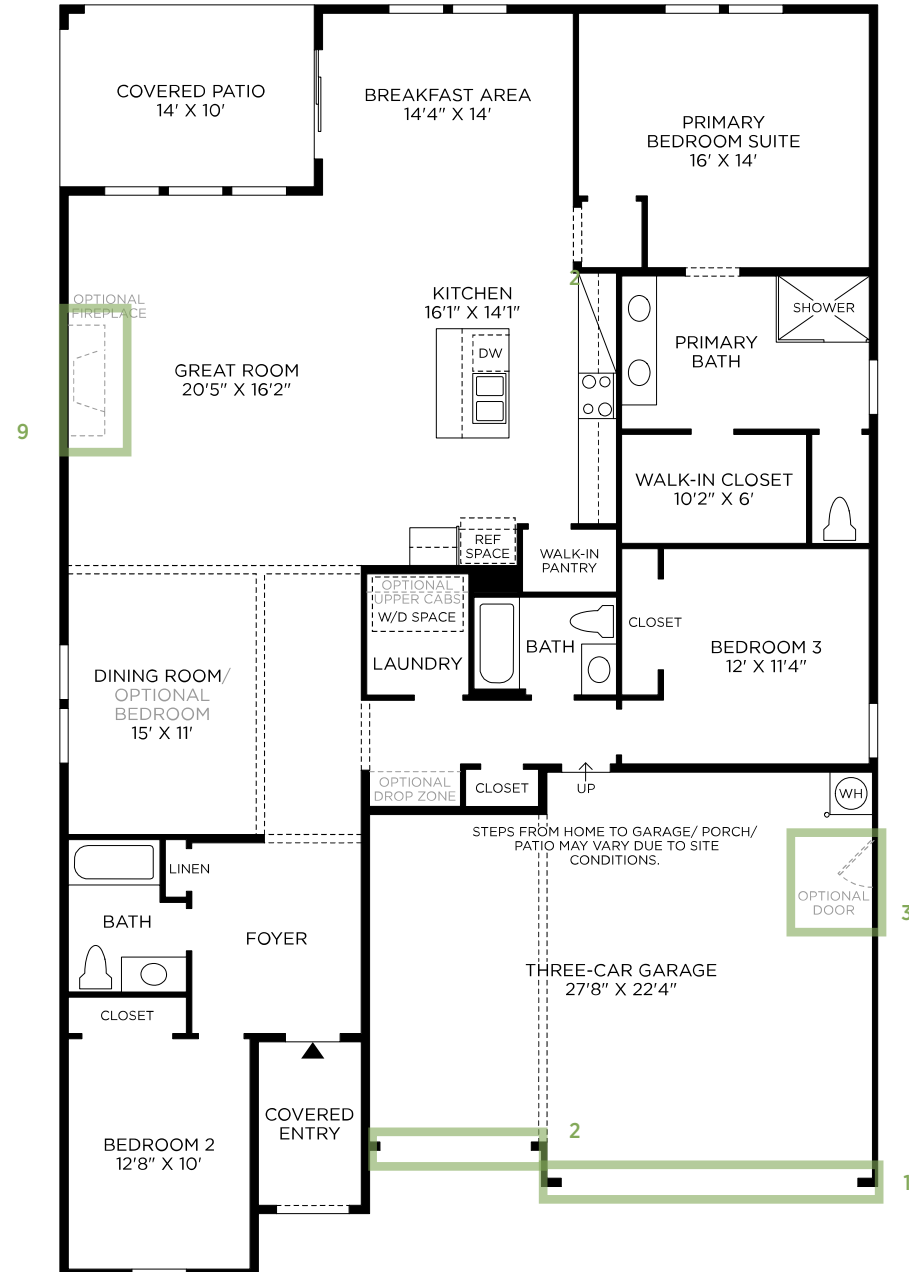 COVERED PATIO
14' X 10'
BREAKFAST AREA
14'4" X 14'
PRIMARY
BEDROOM SUITE
16' X 14'
2
OPTIONAL
FIREPLACE
KITCHEN
16'1" X 14'1"
SHOWER
DW
PRIMARY
BATH
GREAT ROOM
20'5" X 16'2"
9
WALK-IN CLOSET
10'2" X 6'
REF
SPACE
WALK-IN
PANTRY
OPTIONAL
UPPER CABS
W/D SPACE
LAUNDRY
BATH
CLOSET
BEDROOM 3
12' X 11'4"
DINING ROOM/
OPTIONAL
BEDROOM
15' X 11'
OPTIONAL
DROP ZONE
CLOSET
UP
WH
STEPS FROM HOME TO GARAGE/ PORCH/
PATIO MAY VARY DUE TO SITE
CONDITIONS.
LINEN
OPTIONAL
DOOR
3
BATH
FOYER
THREE-CAR GARAGE
27'8" X 22'4"
CLOSET
COVERED
ENTRY
2
BEDROOM 2
12'8" X 10'
1